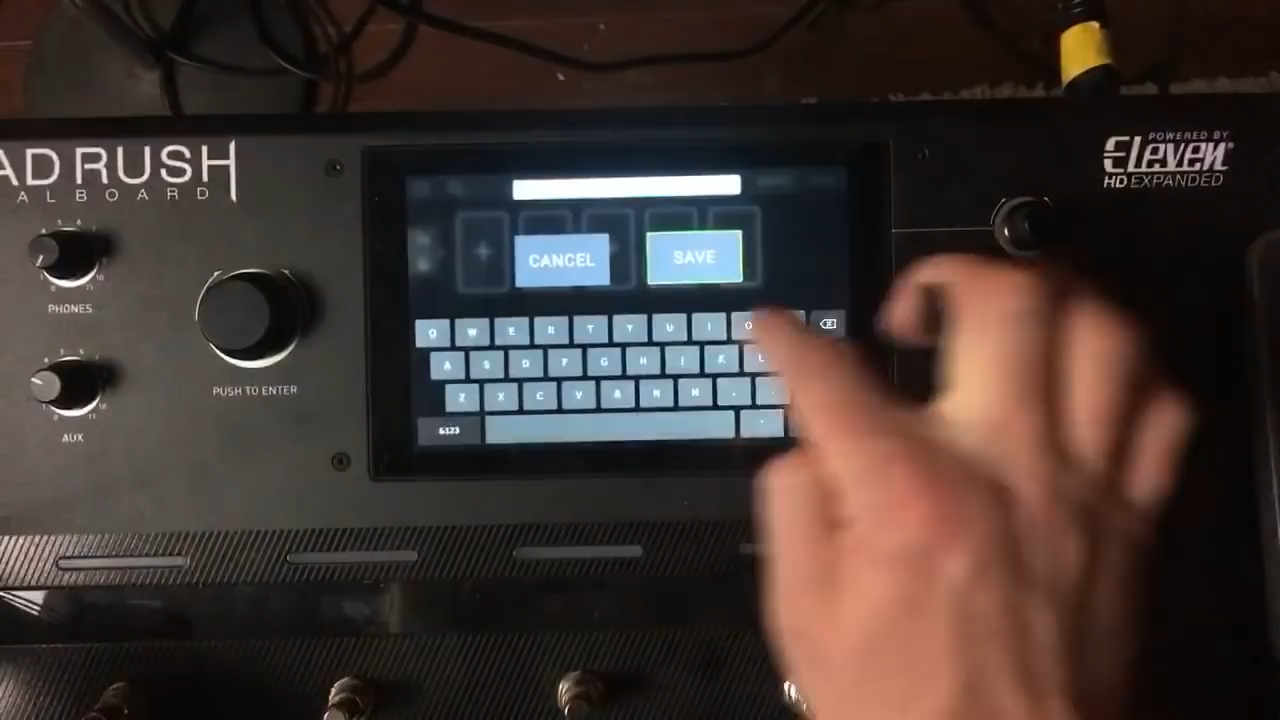 AD RUSH
ALBOARD
POWERED BY
ELEVEN
HD EXPANDED
PHONES
PUSH TO ENTER
AUX
CANCEL
SAVE
Q W E R T Y U I O
A S D F G H J K L
Z X C V B N M
&123